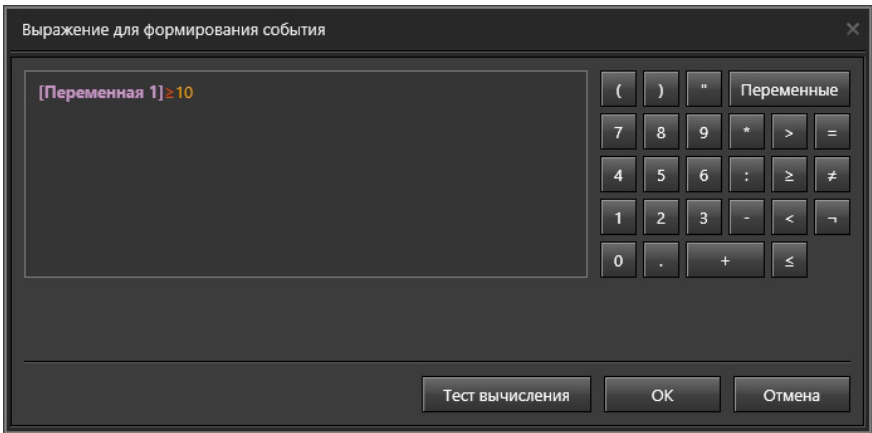 Выражение для формирования события ×
[Переменная 1]≥10
( ) " Переменные
7 8 9 * > =
4 5 6 : ≥ ≠
1 2 3 - < ¬
0 . + ≤
Тест вычисления OK Отмена